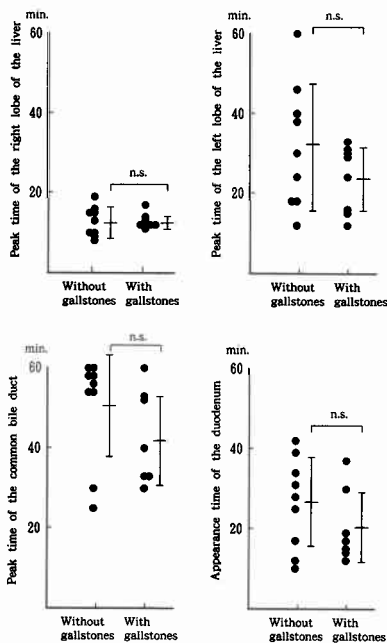 min.
60
40
20
Peak time of the right lobe of the liver
n.s.
Without
gallstones
With
gallstones
min.
60
40
20
Peak time of the left lobe of the liver
n.s.
Without
gallstones
With
gallstones
min.
60
40
20
Peak time of the common bile duct
n.s.
Without
gallstones
With
gallstones
min.
60
40
20
Appearance time of the duodenum
n.s.
Without
gallstones
With
gallstones